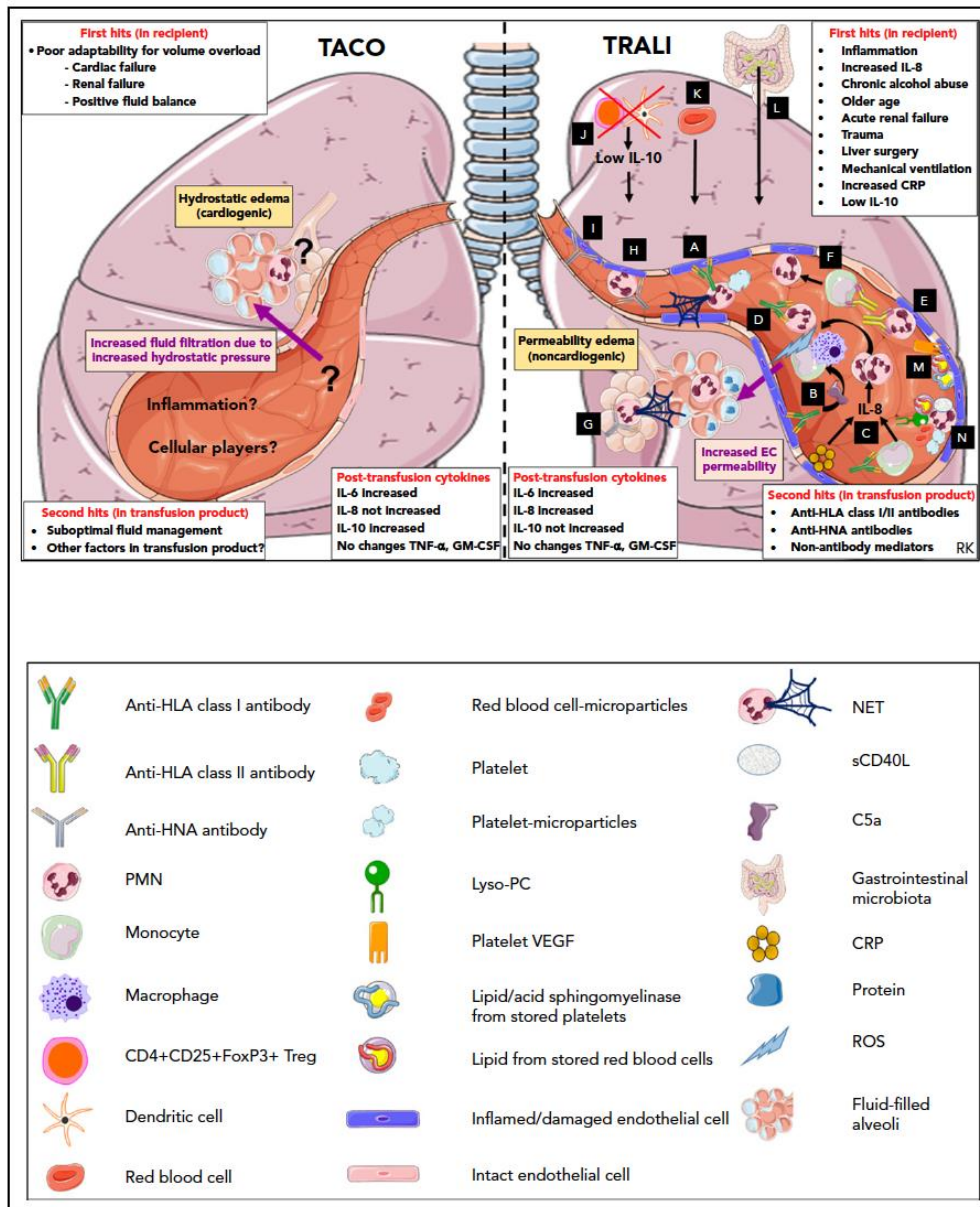 First hits (in recipient)
• Poor adaptability for volume overload
- Cardiac failure
- Renal failure
- Positive fluid balance
TACO
Hydrostatic edema
(cardiogenic)
?
Increased fluid filtration due to
increased hydrostatic pressure
?
Inflammation?
Cellular players?
Second hits (in transfusion product)
• Suboptimal fluid management
• Other factors in transfusion product?
Post-transfusion cytokines
IL-6 increased
IL-8 not increased
IL-10 increased
No changes TNF-α, GM-CSF
TRALI
First hits (in recipient)
• Inflammation
• Increased IL-8
• Chronic alcohol abuse
• Older age
• Acute renal failure
• Trauma
• Liver surgery
• Mechanical ventilation
• Increased CRP
• Low IL-10
J
K
L
Low IL-10
I
H
A
F
E
D
M
B
IL-8
C
N
G
Permeability edema
(noncardiogenic)
Increased EC
permeability
Post-transfusion cytokines
IL-6 increased
IL-8 increased
IL-10 not increased
No changes TNF-α, GM-CSF
Second hits (in transfusion product)
• Anti-HLA class I/II antibodies
• Anti-HNA antibodies
• Non-antibody mediators
RK
Anti-HLA class I antibody
Anti-HLA class II antibody
Anti-HNA antibody
PMN
Monocyte
Macrophage
CD4+CD25+FoxP3+ Treg
Dendritic cell
Red blood cell
Red blood cell-microparticles
Platelet
Platelet-microparticles
Lyso-PC
Platelet VEGF
Lipid/acid sphingomyelinase
from stored platelets
Lipid from stored red blood cells
Inflamed/damaged endothelial cell
Intact endothelial cell
NET
sCD40L
C5a
Gastrointestinal
microbiota
CRP
Protein
ROS
Fluid-filled
alveoli